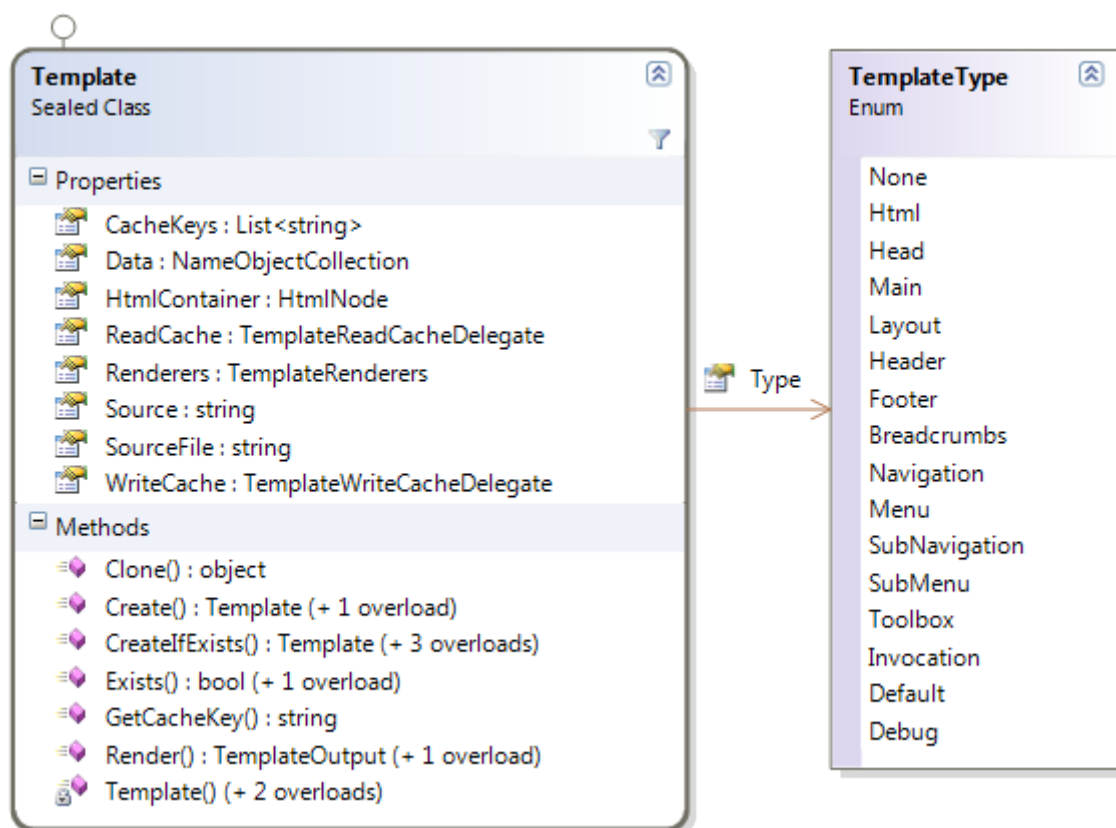 Template
Sealed Class
Properties
CacheKeys : List<string>
Data : NameObjectCollection
HtmlContainer : HtmlNode
ReadCache : TemplateReadCacheDelegate
Renderers : TemplateRenderers
Source : string
SourceFile : string
WriteCache : TemplateWriteCacheDelegate
Methods
Clone() : object
Create() : Template (+ 1 overload)
CreateIfExists() : Template (+ 3 overloads)
Exists() : bool (+ 1 overload)
GetCacheKey() : string
Render() : TemplateOutput (+ 1 overload)
Template() (+ 2 overloads)
Type
TemplateType
Enum
None
Html
Head
Main
Layout
Header
Footer
Breadcrumbs
Navigation
Menu
SubNavigation
SubMenu
Toolbox
Invocation
Default
Debug